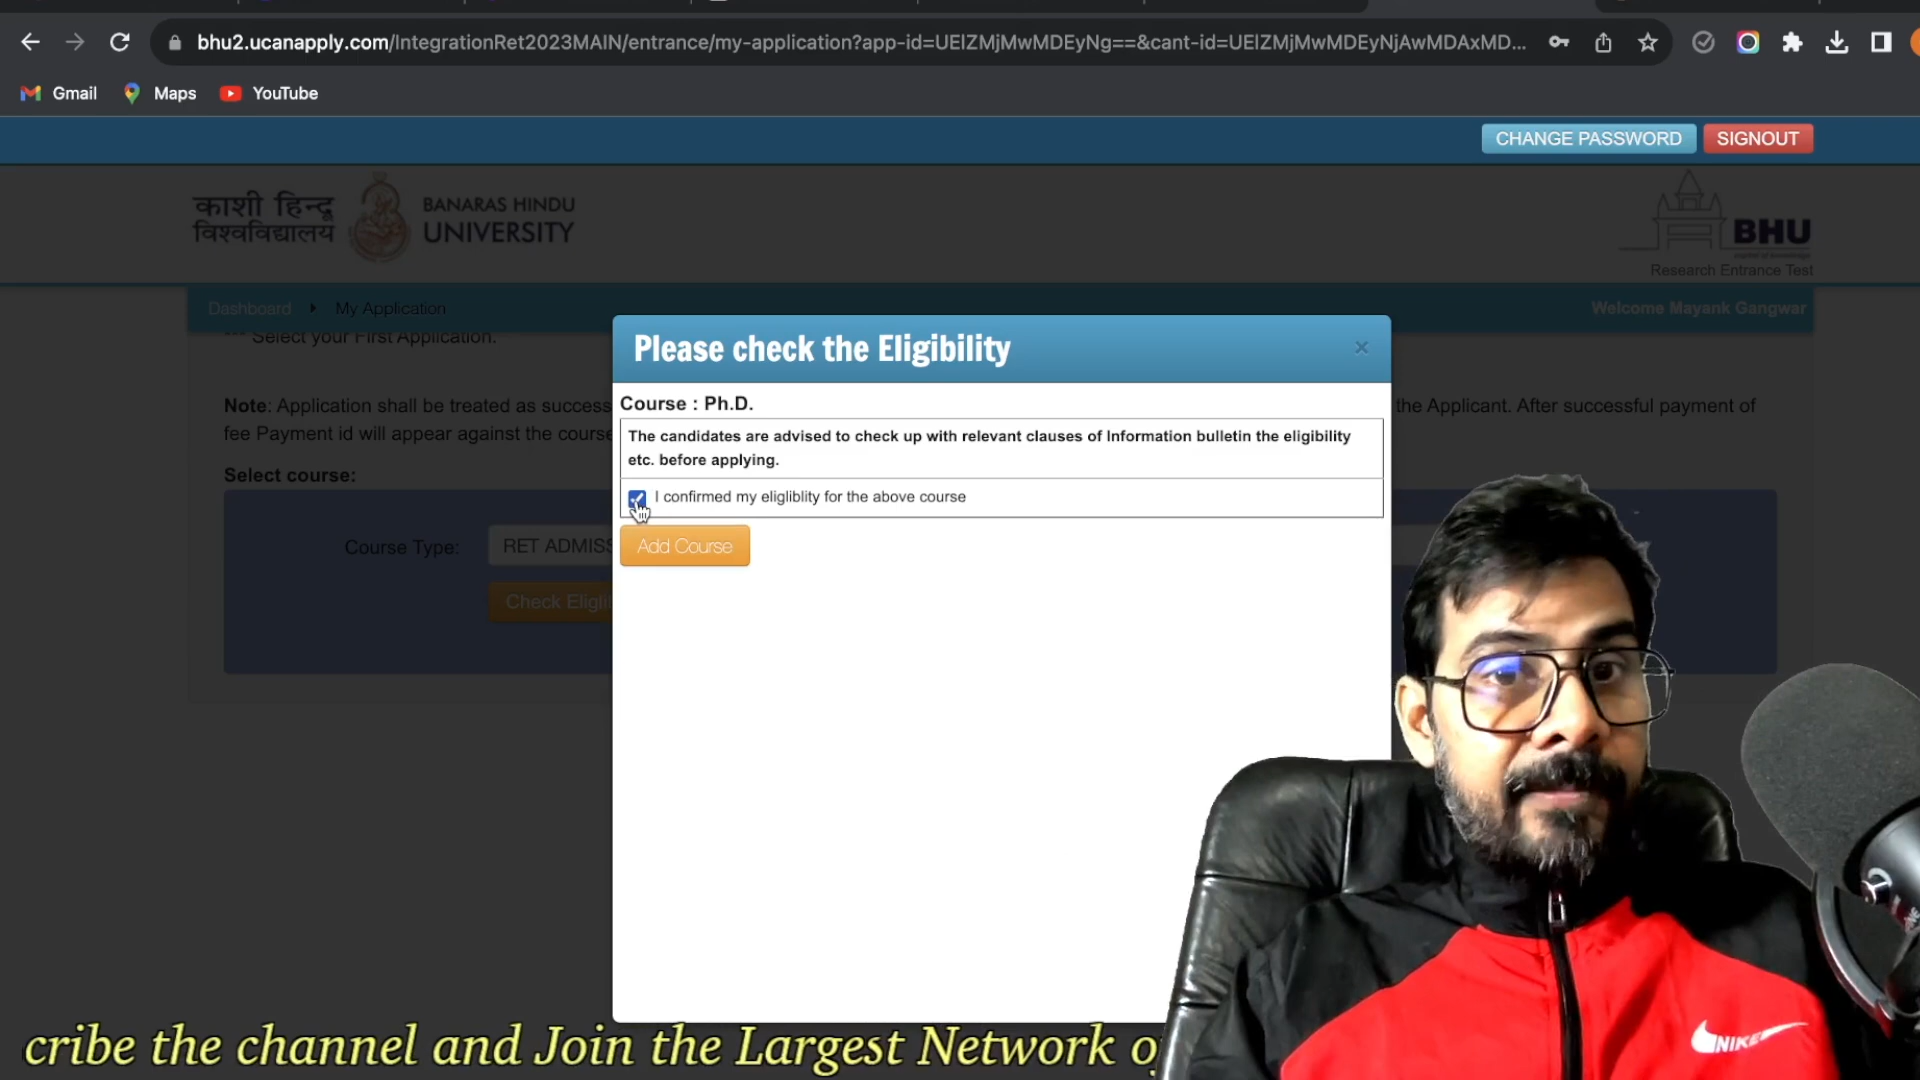 bhu2.ucanapply.com/IntegrationRet2023MAIN/entrance/my-application?app-id=UElZMjMwMDEyNg==&cant-id=UElZMjMwMDEyNjAwMDAxMD...
Gmail Maps YouTube
CHANGE PASSWORD SIGNOUT
काशी हिन्दू विश्वविद्यालय
BANARAS HINDU
UNIVERSITY
BHU
Research Entrance Test
Dashboard My Application Welcome Mayank Gangwar
Select your First Application.
Please check the Eligibility
Note: Application shall be treated as success the Applicant. After successful payment of
fee Payment id will appear against the course
Select course:
Course Type: RET ADMISS
Check Eligib
Course : Ph.D.
The candidates are advised to check up with relevant clauses of Information bulletin the eligibility
etc. before applying.
I confirmed my eligliblity for the above course
Add Course
NIKE
cribe the channel and Join the Largest Network o